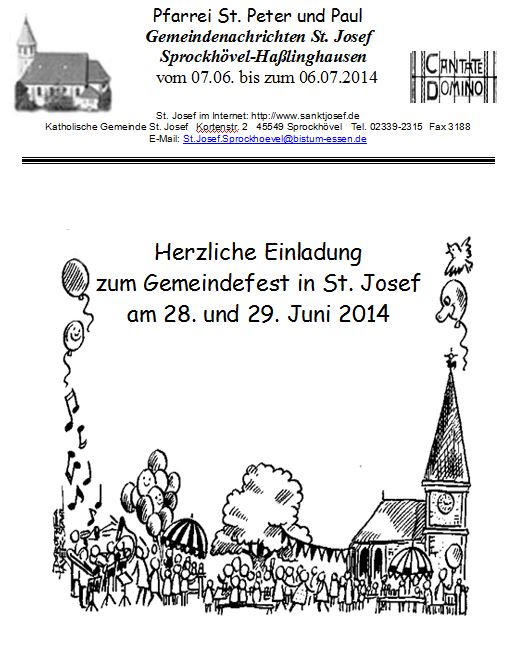 Pfarrei St. Peter und Paul
Gemeindenachrichten St. Josef
Sprockhövel-Haßlinghausen
vom 07.06. bis zum 06.07.2014
CANTATE
DOMINO
St. Josef im Internet: http://www.sanktjosef.de
Katholische Gemeinde St. Josef Kortenstr. 2 45549 Sprockhövel Tel. 02339-2315 Fax 3188
E-Mail: St.Josef.Sprockhoevel@bistum-essen.de
Herzliche Einladung
zum Gemeindefest in St. Josef
am 28. und 29. Juni 2014